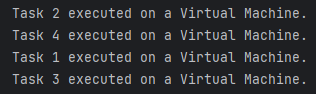 Task 2 executed on a Virtual Machine.
Task 4 executed on a Virtual Machine.
Task 1 executed on a Virtual Machine.
Task 3 executed on a Virtual Machine.